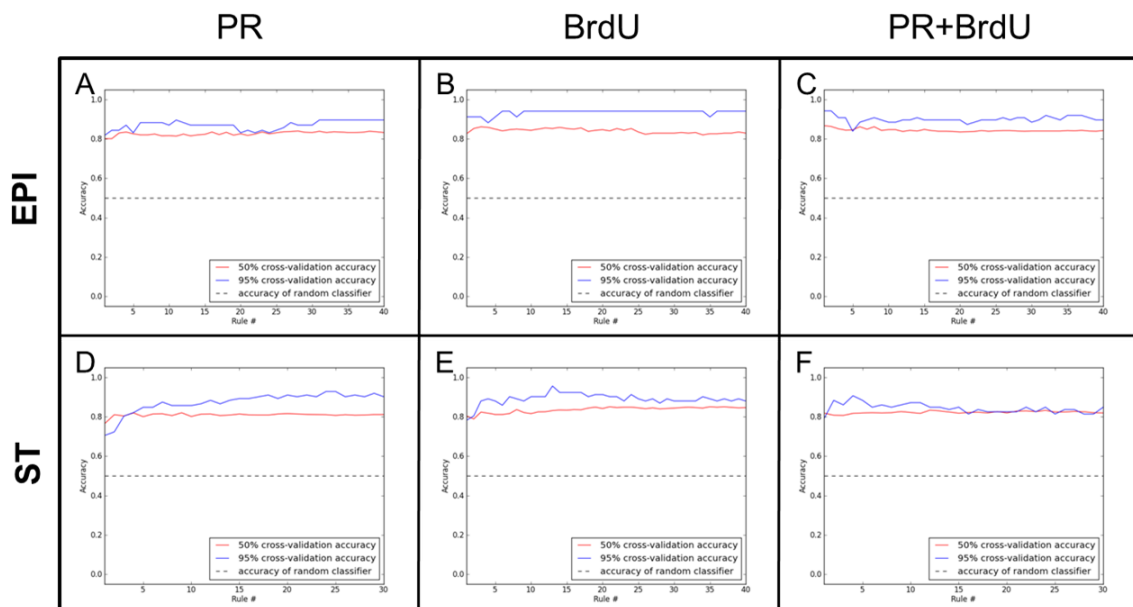 PR BrdU PR+BrdU
EPI
A
1.0
0.8
0.6
0.4
0.2
0.0
Accuracy
50% cross-validation accuracy
95% cross-validation accuracy
accuracy of random classifier
5 10 15 20 25 30 35 40
Rule #
B
1.0
0.8
0.6
0.4
0.2
0.0
Accuracy
50% cross-validation accuracy
95% cross-validation accuracy
accuracy of random classifier
5 10 15 20 25 30 35 40
Rule #
C
1.0
0.8
0.6
0.4
0.2
0.0
Accuracy
50% cross-validation accuracy
95% cross-validation accuracy
accuracy of random classifier
5 10 15 20 25 30 35 40
Rule #
ST
D
1.0
0.8
0.6
0.4
0.2
0.0
Accuracy
50% cross-validation accuracy
95% cross-validation accuracy
accuracy of random classifier
5 10 15 20 25 30
Rule #
E
1.0
0.8
0.6
0.4
0.2
0.0
Accuracy
50% cross-validation accuracy
95% cross-validation accuracy
accuracy of random classifier
5 10 15 20 25 30 35 40
Rule #
F
1.0
0.8
0.6
0.4
0.2
0.0
Accuracy
50% cross-validation accuracy
95% cross-validation accuracy
accuracy of random classifier
5 10 15 20 25 30
Rule #